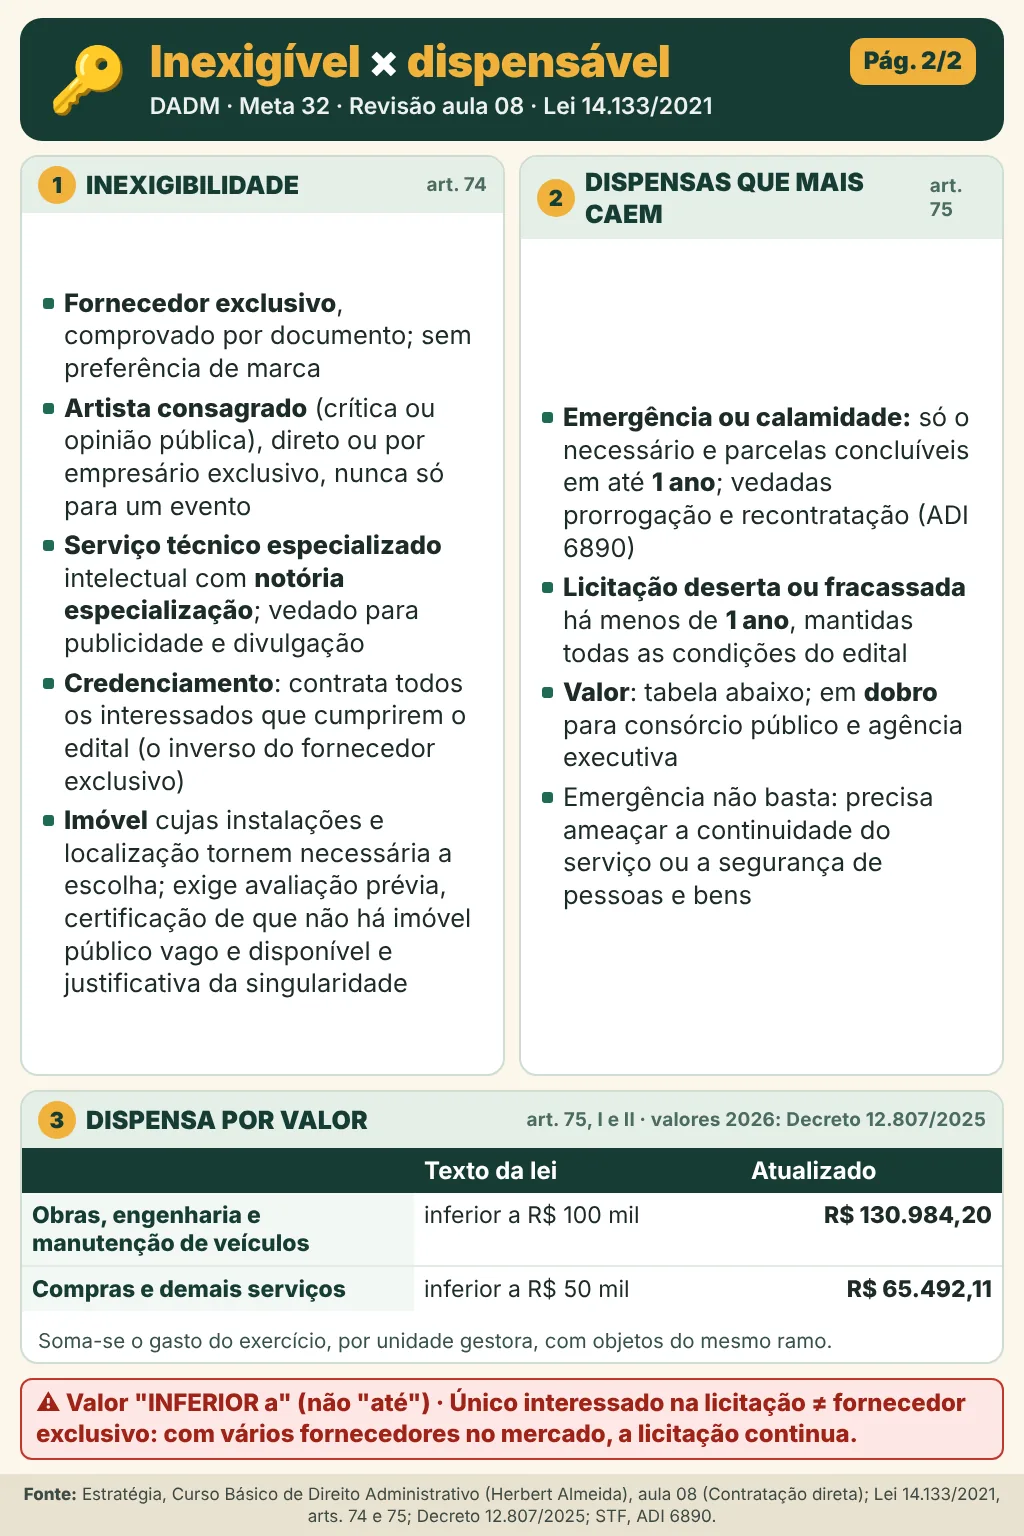 Inexigível × dispensável
DADM · Meta 32 · Revisão aula 08 · Lei 14.133/2021
Pág. 2/2
1 INEXIGIBILIDADE art. 74
Fornecedor exclusivo,
comprovado por documento; sem
preferência de marca
Artista consagrado (crítica ou
opinião pública), direto ou por
empresário exclusivo, nunca só
para um evento
Serviço técnico especializado
intelectual com notória
especialização; vedado para
publicidade e divulgação
Credenciamento: contrata todos
os interessados que cumprirem o
edital (o inverso do fornecedor
exclusivo)
Imóvel cujas instalações e
localização tornem necessária a
escolha; exige avaliação prévia,
certificação de que não há imóvel
público vago e disponível e
justificativa da singularidade
2 DISPENSAS QUE MAIS
CAEM
art.
75
Emergência ou calamidade: só o
necessário e parcelas concluíveis
em até 1 ano; vedadas
prorrogação e recontratação (ADI
6890)
Licitação deserta ou fracassada
há menos de 1 ano, mantidas
todas as condições do edital
Valor: tabela abaixo; em dobro
para consórcio público e agência
executiva
Emergência não basta: precisa
ameaçar a continuidade do
serviço ou a segurança de
pessoas e bens
3 DISPENSA POR VALOR art. 75, I e II · valores 2026: Decreto 12.807/2025
Texto da lei Atualizado
Obras, engenharia e
manutenção de veículos
inferior a R$ 100 mil R$ 130.984,20
Compras e demais serviços inferior a R$ 50 mil R$ 65.492,11
Soma-se o gasto do exercício, por unidade gestora, com objetos do mesmo ramo.
⚠ Valor "INFERIOR a" (não "até") · Único interessado na licitação ≠ fornecedor
exclusivo: com vários fornecedores no mercado, a licitação continua.
Fonte: Estratégia, Curso Básico de Direito Administrativo (Herbert Almeida), aula 08 (Contratação direta); Lei 14.133/2021,
arts. 74 e 75; Decreto 12.807/2025; STF, ADI 6890.